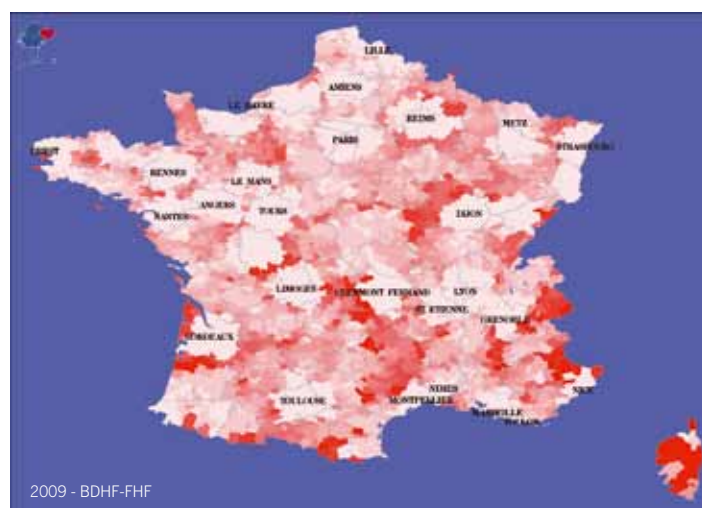 LILLE
AMIENS
LE HAVRE
REIMS
METZ
PARIS
STRASBOURG
BREST
RENNES
LE MANS
ANGERS
NANTES
TOURS
DIJON
LIMOGES
CLERMONT FERRAND
LYON
ST ETIENNE
GRENOBLE
BORDEAUX
NIMES
NICE
TOULOUSE
MONTPELLIER
MARSEILLE
TOULON
2009 - BDHF-FHF